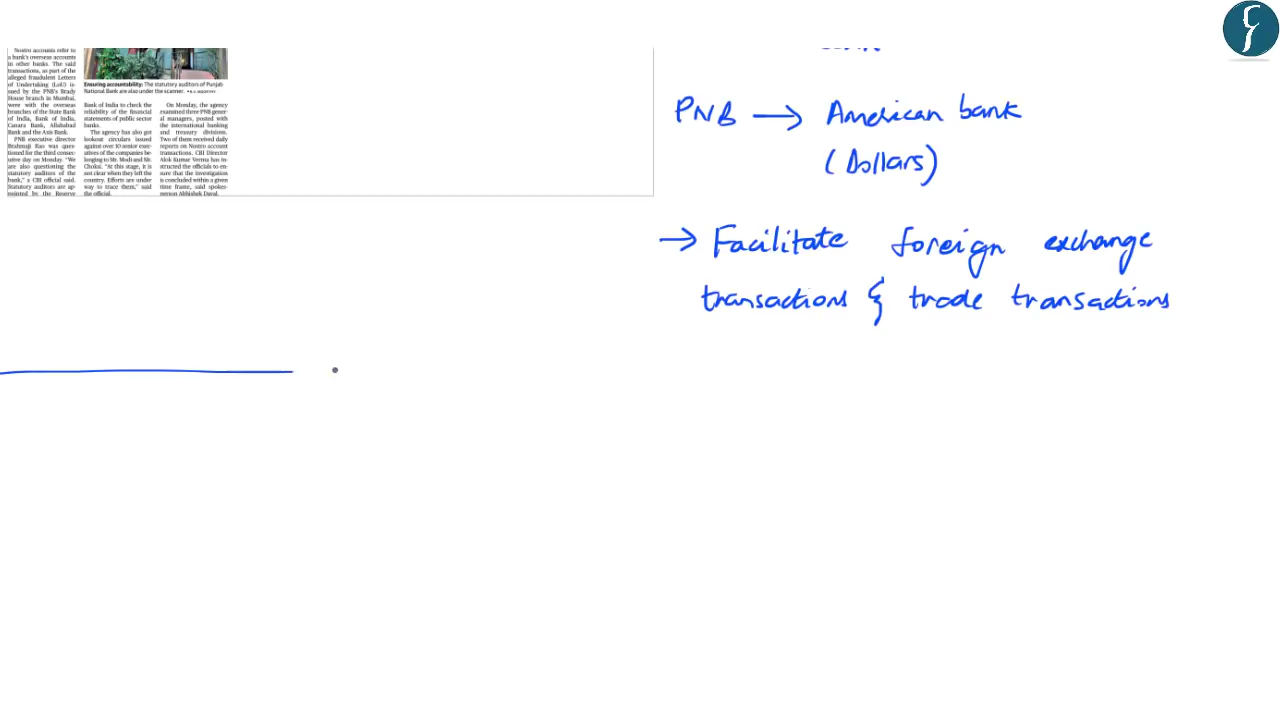 Nostro accounts refer to
a bank's overseas accounts
in other banks. The said
transactions, as part of the
alleged fraudulent Letters
of Undertaking (LoU) is-
sued by the PNB's Brady
House branch in Mumbai,
were with the overseas
branches of the State Bank
of India, Bank of India,
Canara Bank, Allahabad
Bank and the Axis Bank.
PNB executive director
Brahmaji Rao was ques-
tioned for the third consec-
utive day on Monday. "We
are also questioning the
statutory auditors of the
bank," a CBI official said.
Statutory auditors are ap-
pointed by the Reserve
Ensuring accountability: The statutory auditors of Punjab
National Bank are also under the scanner.
Bank of India to check the
reliability of the financial
statements of public sector
banks.
The agency has also got
lookout circulars issued
against over 10 senior exec-
utives of the companies be-
longing to Mr. Modi and Mr.
Choksi. "At this stage, it is
not clear when they left the
country. Efforts are under
way to trace them," said
the official.
On Monday, the agency
examined three PNB gener-
al managers, posted with
the international banking
and treasury divisions.
Two of them received daily
reports on Nostro account
transactions. CBI Director
Alok Kumar Verma has in-
structed the officials to en-
sure that the investigation
is concluded within a given
time frame, said spokes-
person Abhishek Dayal.
PNB → American bank
(Dollars)
→ Facilitate foreign exchange
transactions & trade transactions